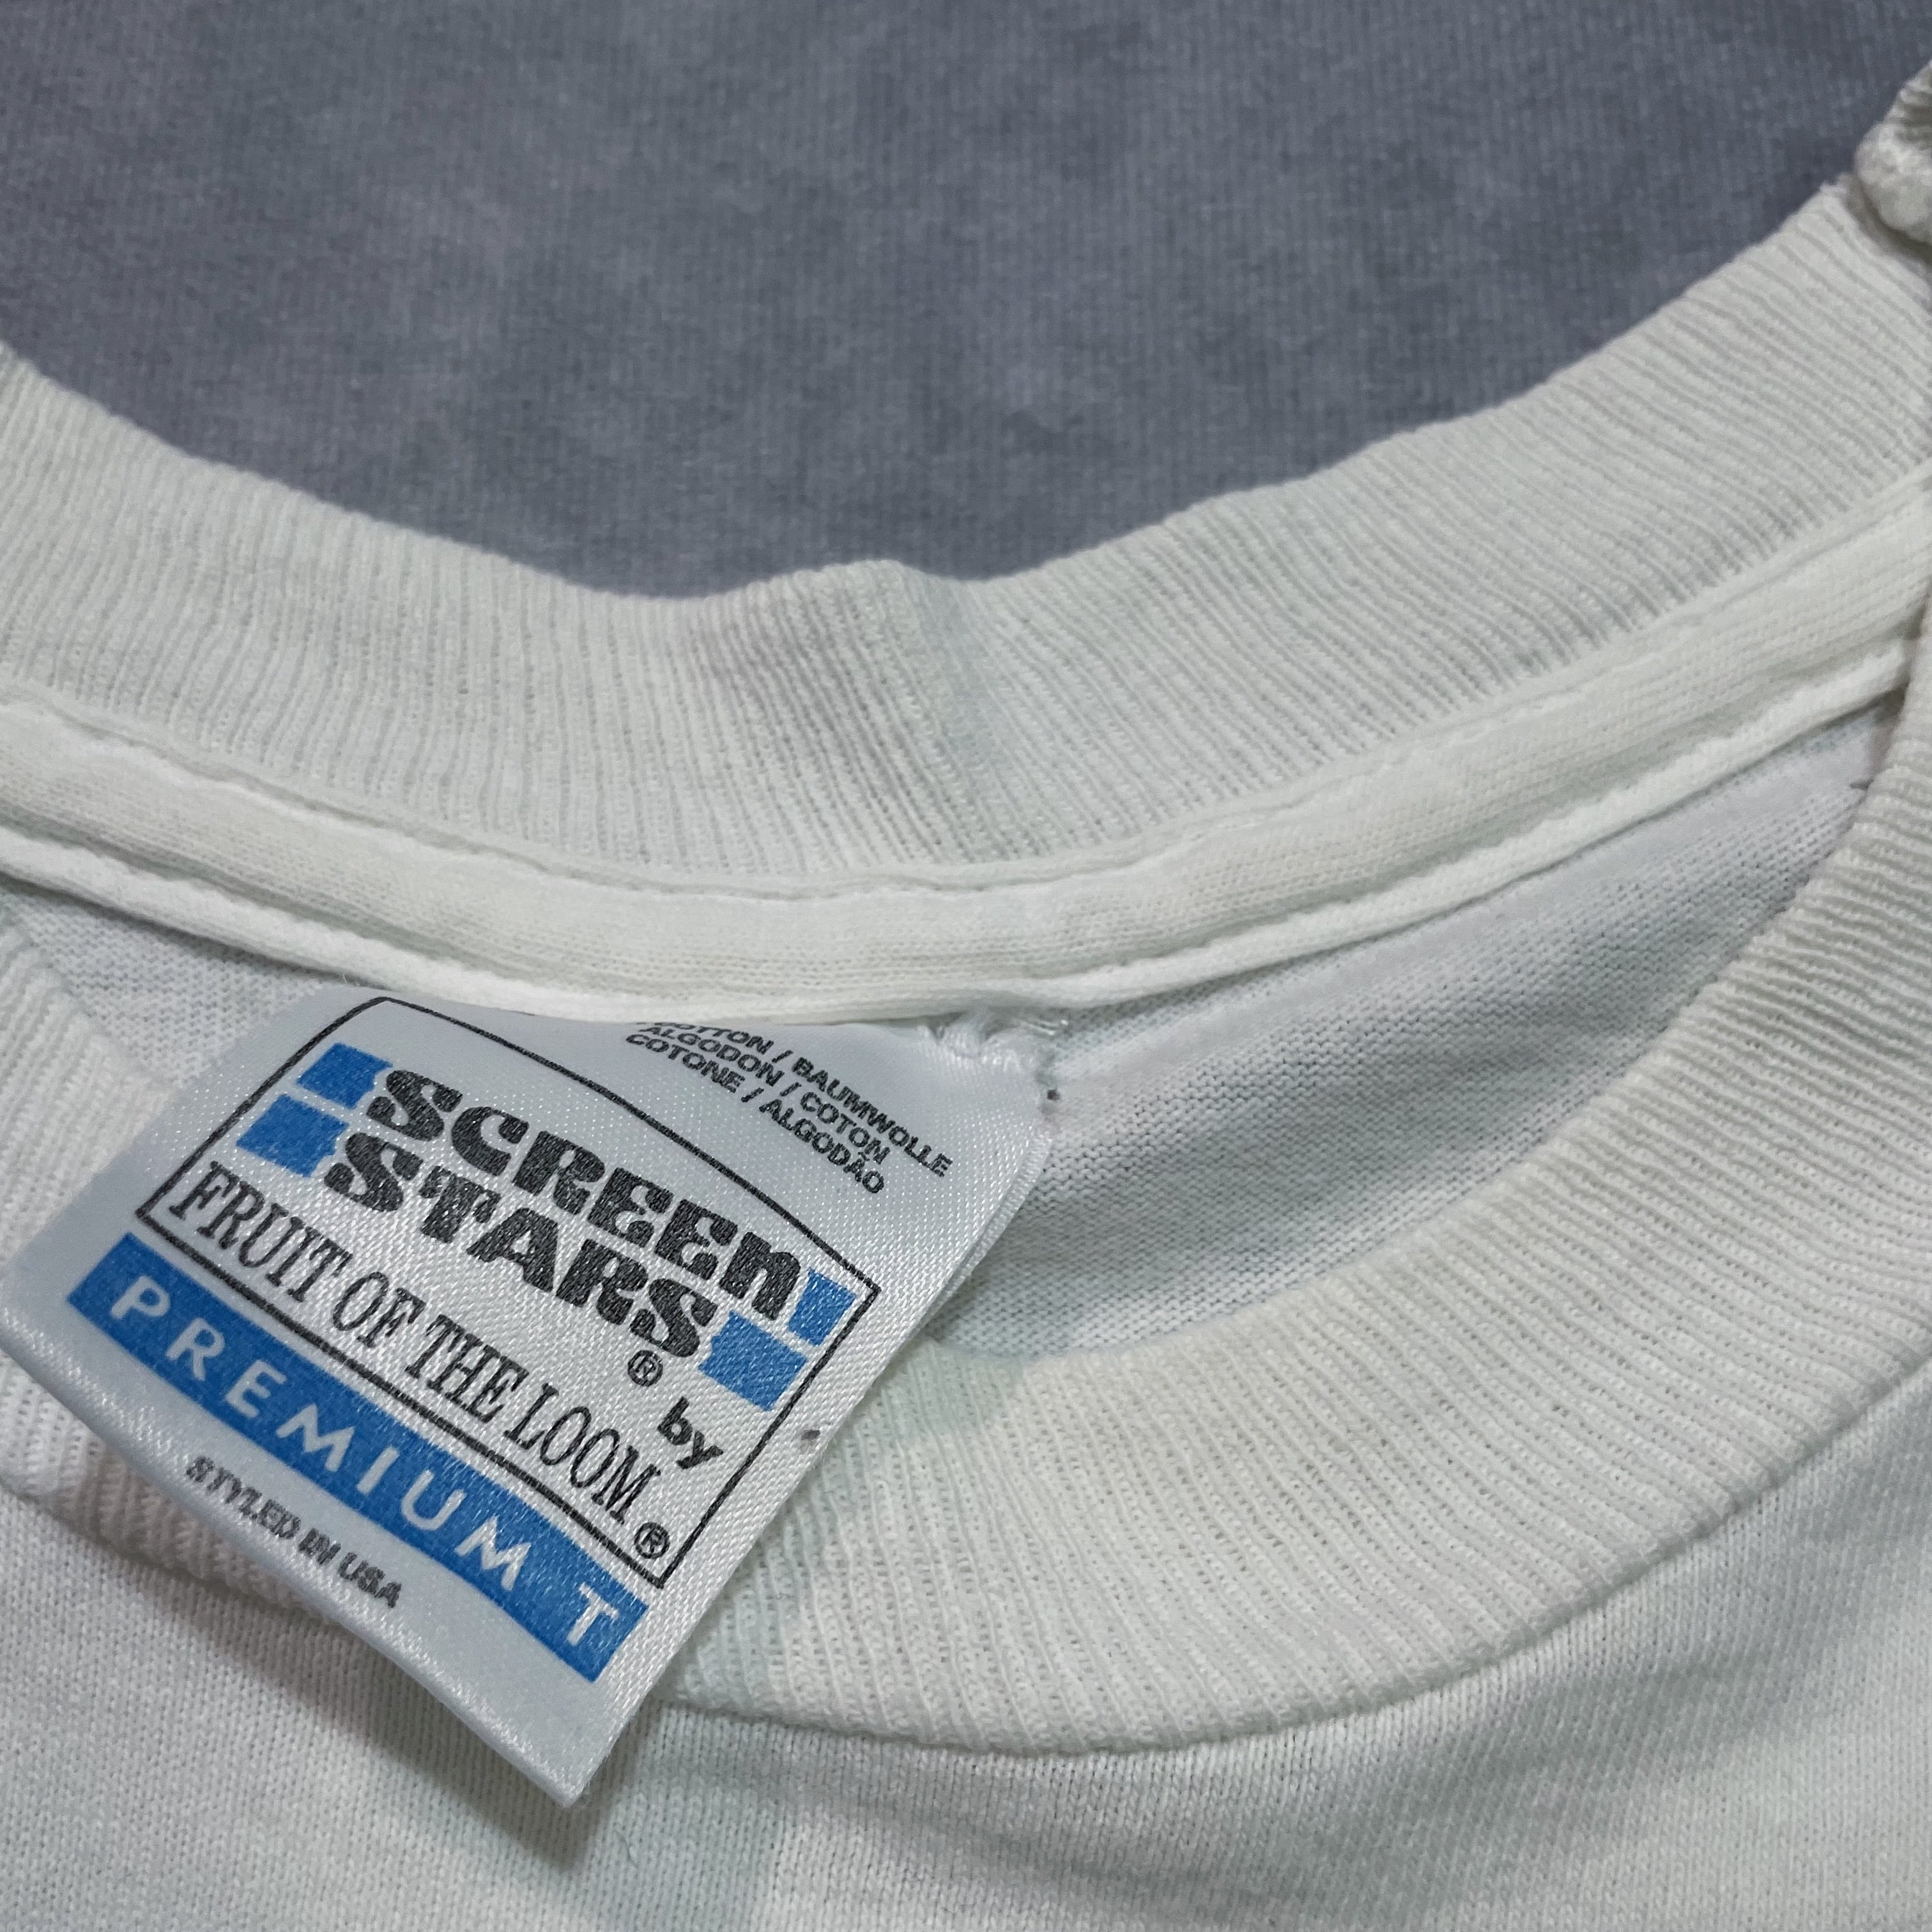 COTTON / BAUMWOLLE
ALGODON / COTON
COTONE / ALGODÃO
SCREEN
STARS® by
FRUIT OF THE LOOM®
PREMIUM T
STYLED IN USA